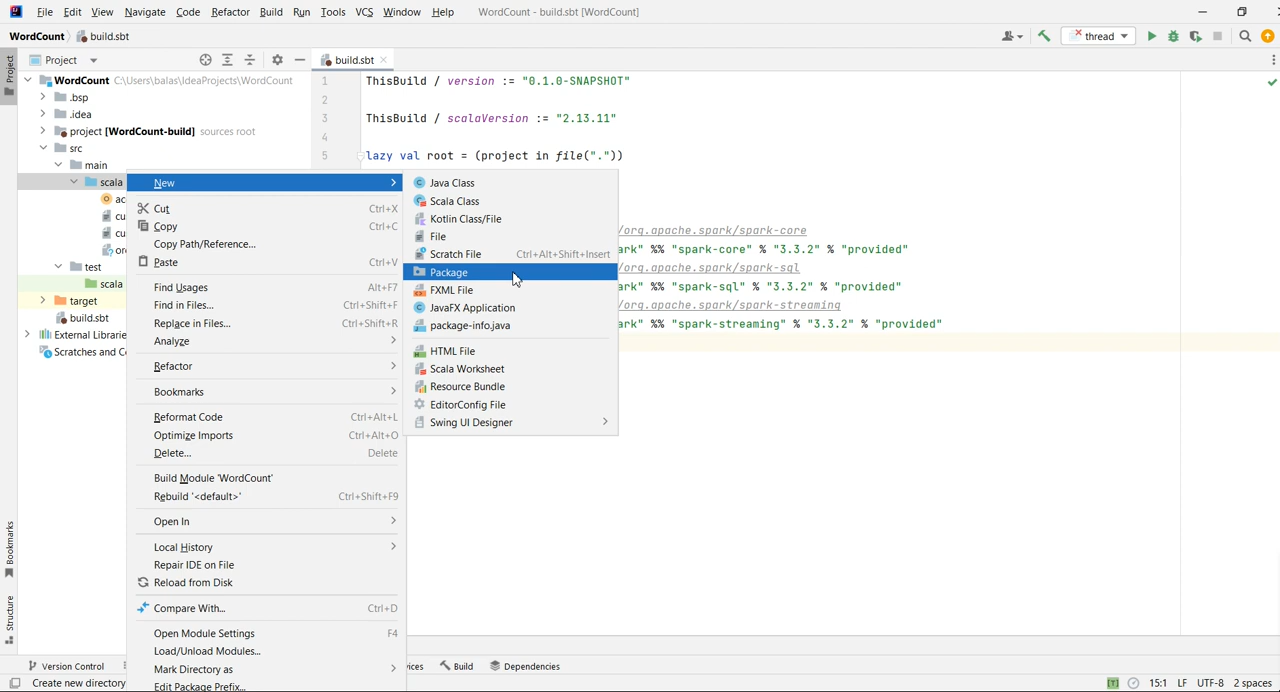 File Edit View Navigate Code Refactor Build Run Tools VCS Window Help WordCount - build.sbt [WordCount]
WordCount build.sbt thread
Project build.sbt
Project
WordCount C:\Users\balas\IdeaProjects\WordCount
.bsp
.idea
project [WordCount-build] sources root
src
main
scala
ac
cu
cu
ore
test
scala
target
build.sbt
External Librarie
Scratches and Co
1 ThisBuild / version := "0.1.0-SNAPSHOT"
2
3 ThisBuild / scalaVersion := "2.13.11"
4
5 lazy val root = (project in file("."))
/org.apache.spark/spark-core
ark" %% "spark-core" % "3.3.2" % "provided"
/org.apache.spark/spark-sql
ark" %% "spark-sql" % "3.3.2" % "provided"
/org.apache.spark/spark-streaming
ark" %% "spark-streaming" % "3.3.2" % "provided"
New
Cut Ctrl+X
Copy Ctrl+C
Copy Path/Reference...
Paste Ctrl+V
Find Usages Alt+F7
Find in Files... Ctrl+Shift+F
Replace in Files... Ctrl+Shift+R
Analyze
Refactor
Bookmarks
Reformat Code Ctrl+Alt+L
Optimize Imports Ctrl+Alt+O
Delete... Delete
Build Module 'WordCount'
Rebuild '<default>' Ctrl+Shift+F9
Open In
Local History
Repair IDE on File
Reload from Disk
Compare With... Ctrl+D
Open Module Settings F4
Load/Unload Modules...
Mark Directory as
Edit Package Prefix...
Java Class
Scala Class
Kotlin Class/File
File
Scratch File Ctrl+Alt+Shift+Insert
Package
FXML File
JavaFX Application
package-info.java
HTML File
Scala Worksheet
Resource Bundle
EditorConfig File
Swing UI Designer
Bookmarks
Structure
Version Control ices Build Dependencies
Create new directory 15:1 LF UTF-8 2 spaces